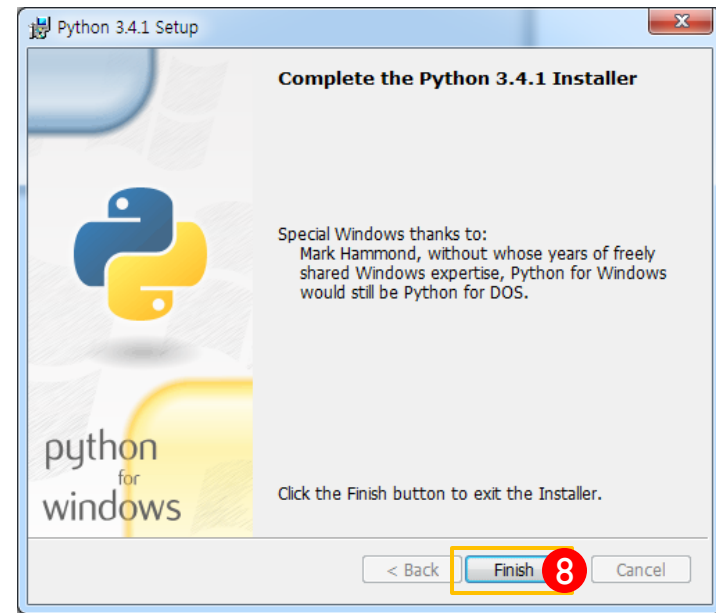 Python 3.4.1 Setup
Complete the Python 3.4.1 Installer
Special Windows thanks to:
Mark Hammond, without whose years of freely
shared Windows expertise, Python for Windows
would still be Python for DOS.
python
for
windows
Click the Finish button to exit the Installer.
< Back
Finish
8
Cancel